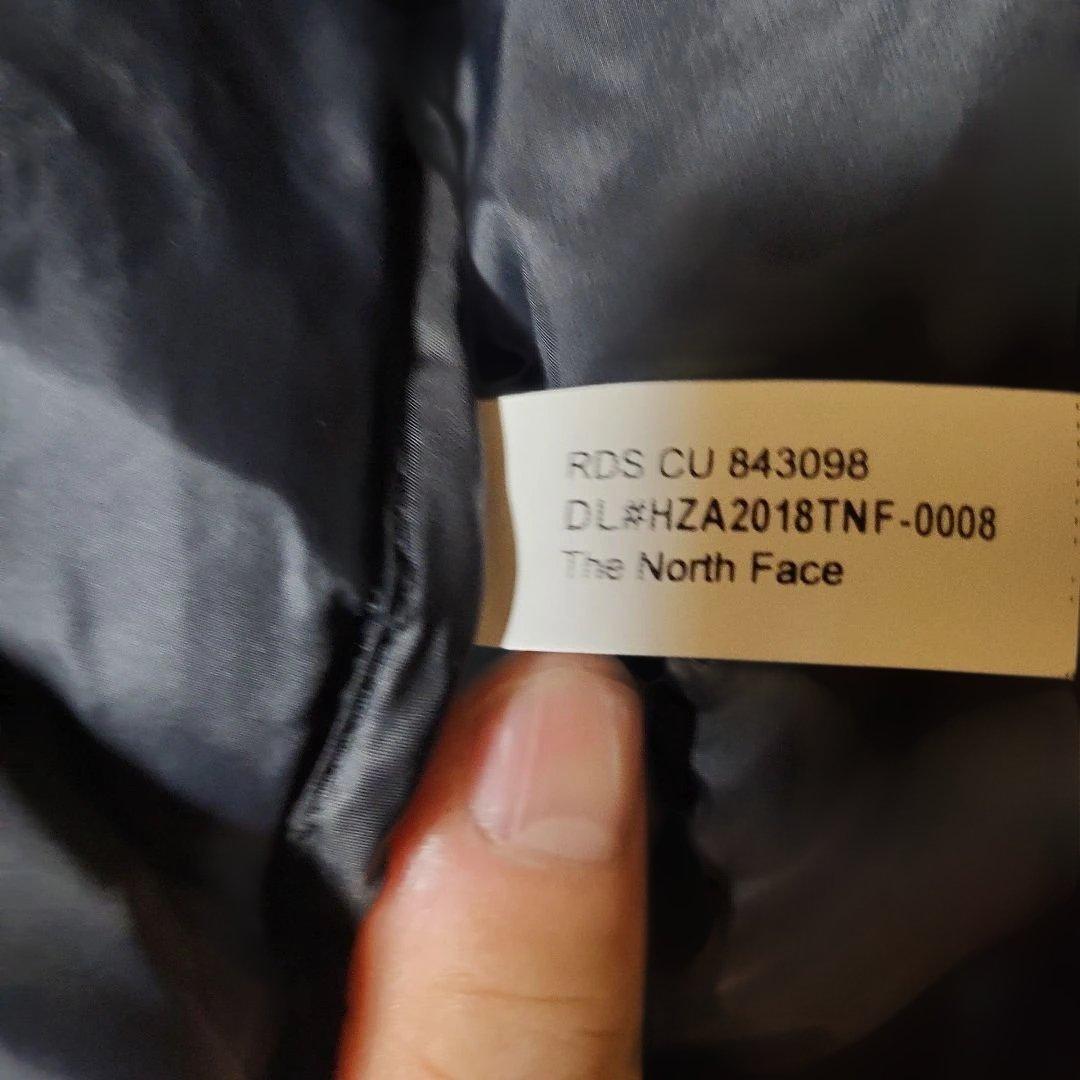 RDS CU 843098
DL#HZA2018TNF-0008
The North Face